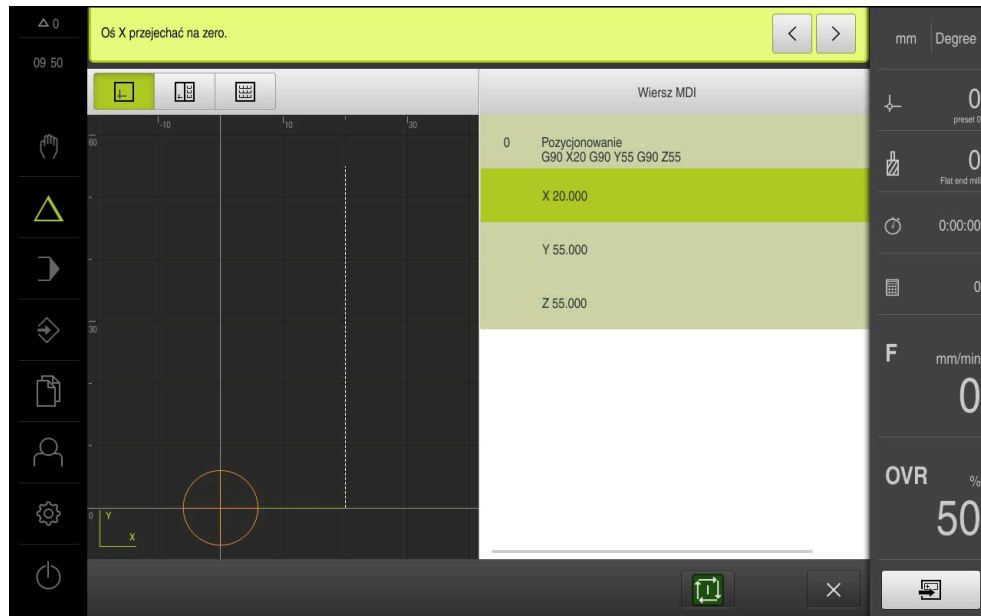 0
09 50
Oś X przejechać na zero.
-10
10
30
60
30
0
Y
X
Wiersz MDI
0 Pozycjonowanie
G90 X20 G90 Y55 G90 Z55
X 20.000
Y 55.000
Z 55.000
mm Degree
0
preset 0
0
Flat end mill
0:00:00
0
F mm/min
0
OVR %
50